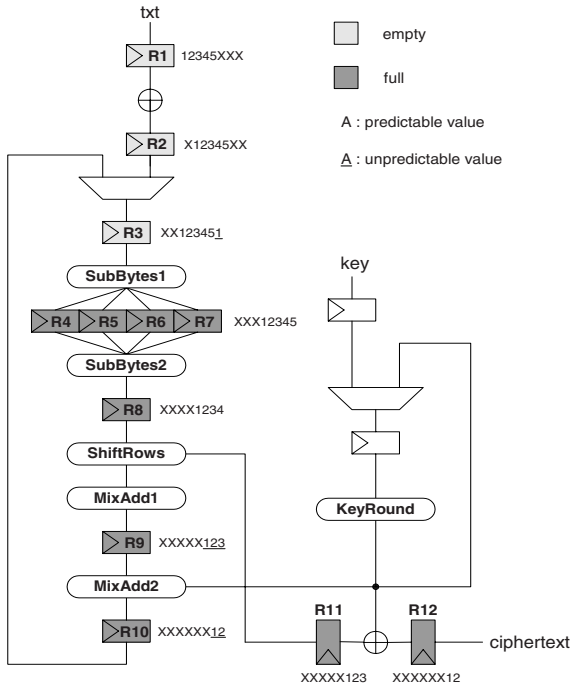 txt
R1 12345XXX
R2 X12345XX
R3 XX123451
SubBytes1
R4 R5 R6 R7 XXX12345
SubBytes2
R8 XXXX1234
ShiftRows
MixAdd1
R9 XXXXX123
MixAdd2
R10 XXXXXX12
empty
full
A : predictable value
A : unpredictable value
key
KeyRound
R11
XXXXX123
R12
XXXXXX12
ciphertext